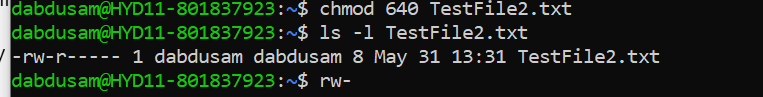 dabdusam@HYD11-801837923:~$ chmod 640 TestFile2.txt
dabdusam@HYD11-801837923:~$ ls -l TestFile2.txt
-rw-r----- 1 dabdusam dabdusam 8 May 31 13:31 TestFile2.txt
dabdusam@HYD11-801837923:~$ rw-